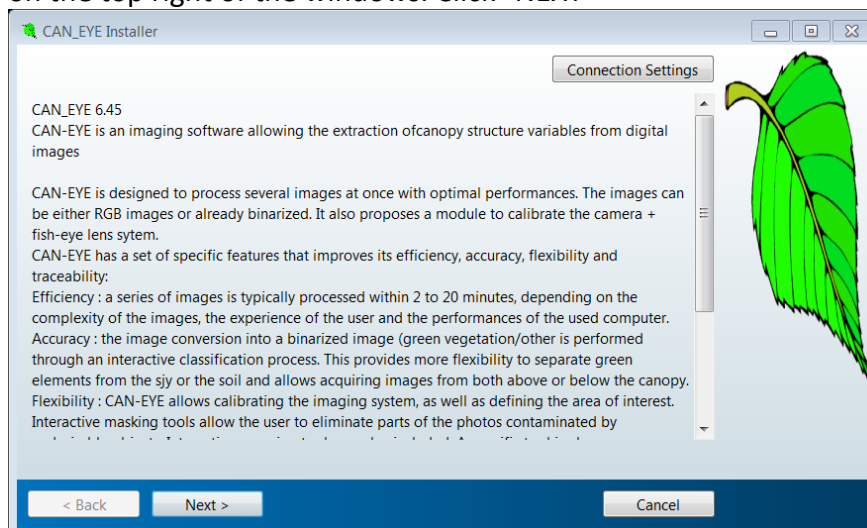 on the top right of the window. Click
CAN_EYE Installer
Connection Settings
CAN_EYE 6.45
CAN-EYE is an imaging software allowing the extraction ofcanopy structure variables from digital
images
CAN-EYE is designed to process several images at once with optimal performances. The images can
be either RGB images or already binarized. It also proposes a module to calibrate the camera +
fish-eye lens sytem.
CAN-EYE has a set of specific features that improves its efficiency, accuracy, flexibility and
traceability:
Efficiency : a series of images is typically processed within 2 to 20 minutes, depending on the
complexity of the images, the experience of the user and the performances of the used computer.
Accuracy : the image conversion into a binarized image (green vegetation/other is performed
through an interactive classification process. This provides more flexibility to separate green
elements from the sjy or the soil and allows acquiring images from both above or below the canopy.
Flexibility : CAN-EYE allows calibrating the imaging system, as well as defining the area of interest.
Interactive masking tools allow the user to eliminate parts of the photos contaminated by
< Back
Next >
Cancel